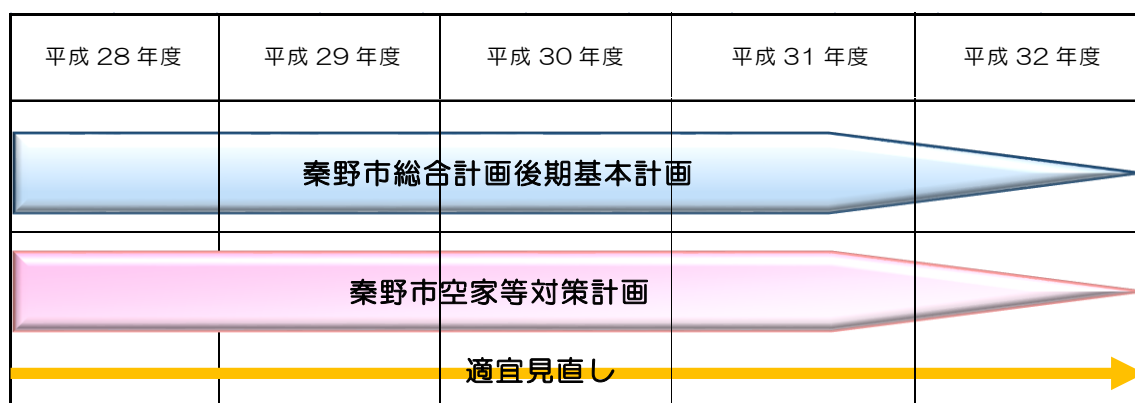 平成 28 年度 平成 29 年度 平成 30 年度 平成 31 年度 平成 32 年度
秦野市総合計画後期基本計画
秦野市空家等対策計画
適宜見直し